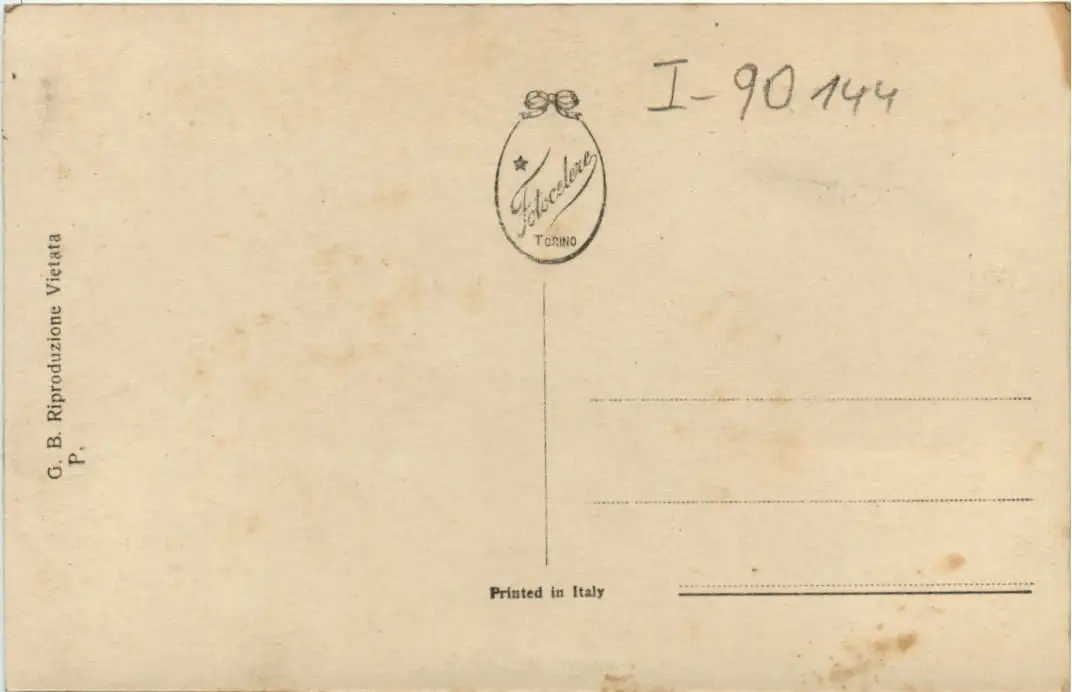 I-90144
Fotocelere
TORINO
G. B. Riproduzione Vietata
P.
Printed in Italy